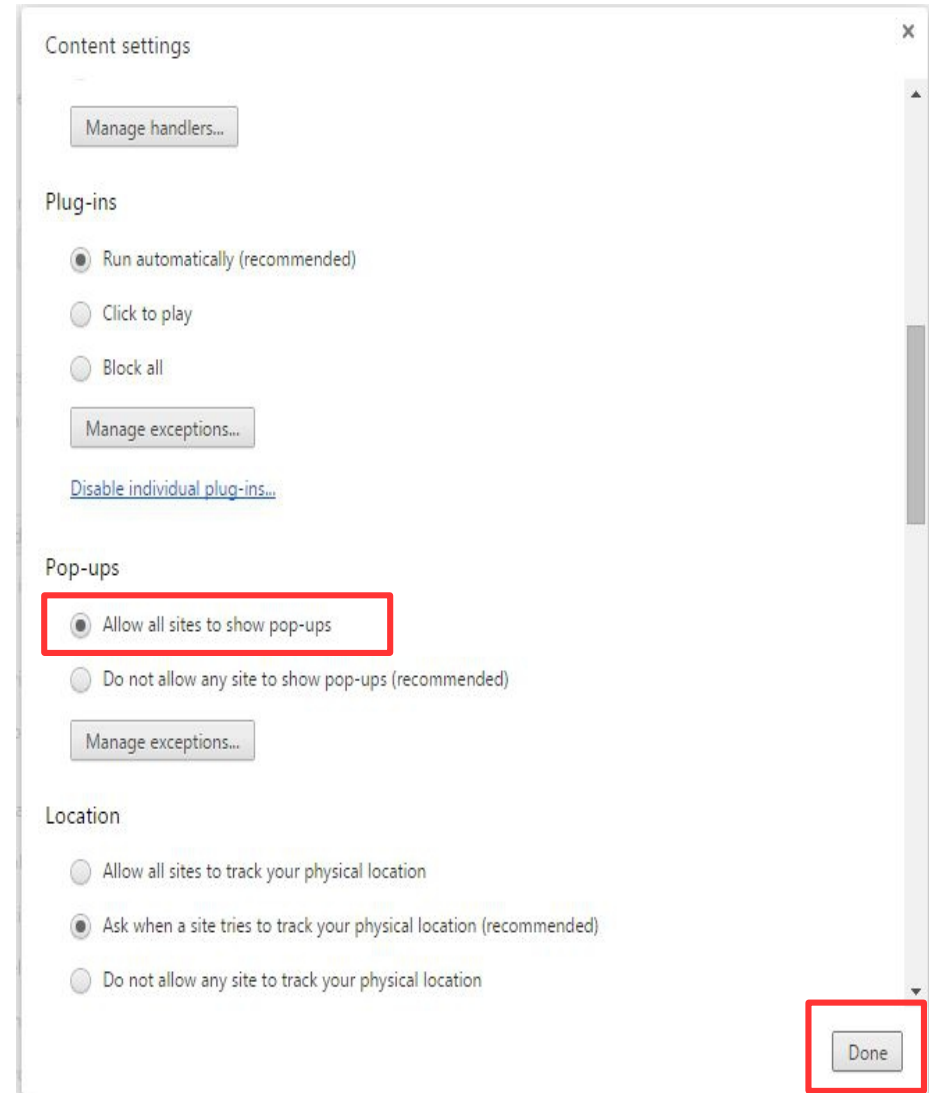 Content settings
Manage handlers...
Plug-ins
Run automatically (recommended)
Click to play
Block all
Manage exceptions...
Disable individual plug-ins...
Pop-ups
Allow all sites to show pop-ups
Do not allow any site to show pop-ups (recommended)
Manage exceptions...
Location
Allow all sites to track your physical location
Ask when a site tries to track your physical location (recommended)
Do not allow any site to track your physical location
Done